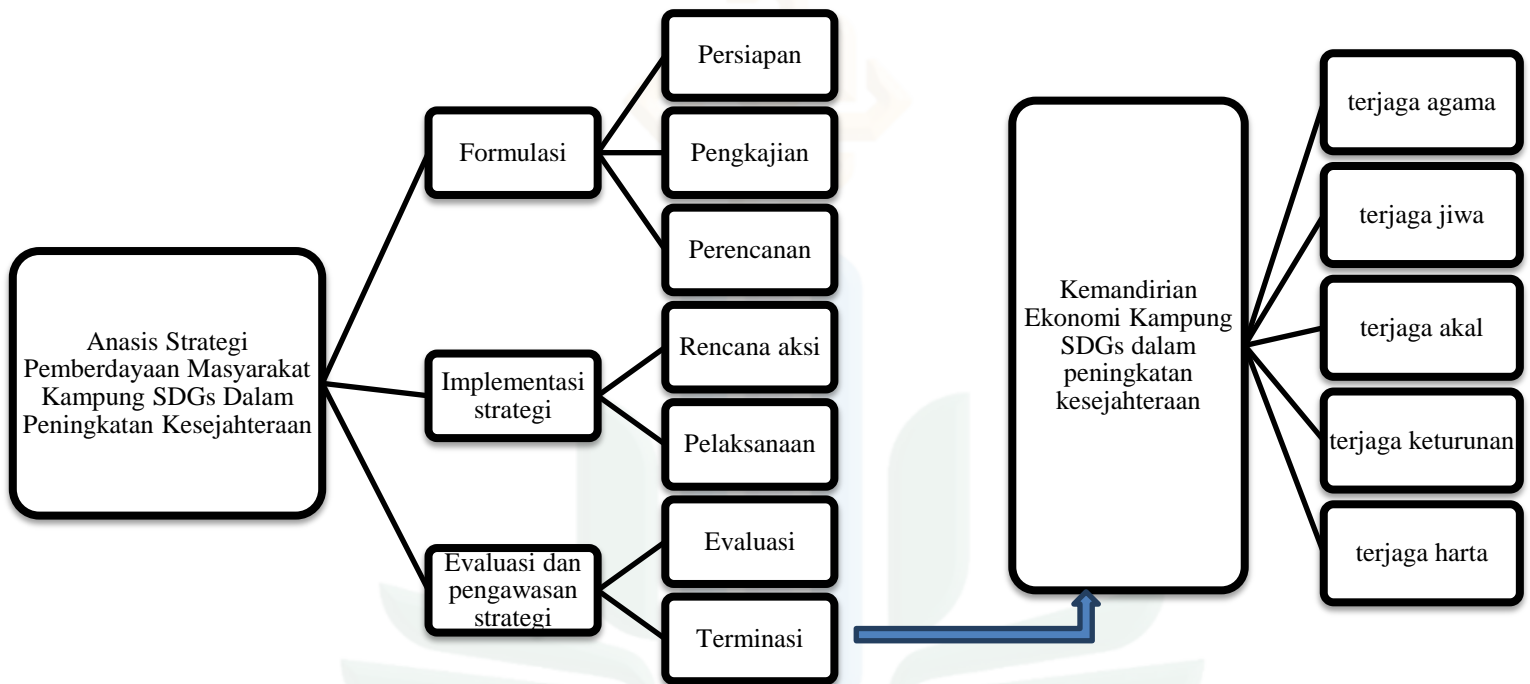 Anasis Strategi
Pemberdayaan Masyarakat
Kampung SDGs Dalam
Peningkatan Kesejahteraan
Formulasi
Persiapan
Pengkajian
Perencanan
Implementasi
strategi
Rencana aksi
Pelaksanaan
Evaluasi dan
pengawasan
strategi
Evaluasi
Terminasi
Kemandirian
Ekonomi Kampung
SDGs dalam
peningkatan
kesejahteraan
terjaga agama
terjaga jiwa
terjaga akal
terjaga keturunan
terjaga harta